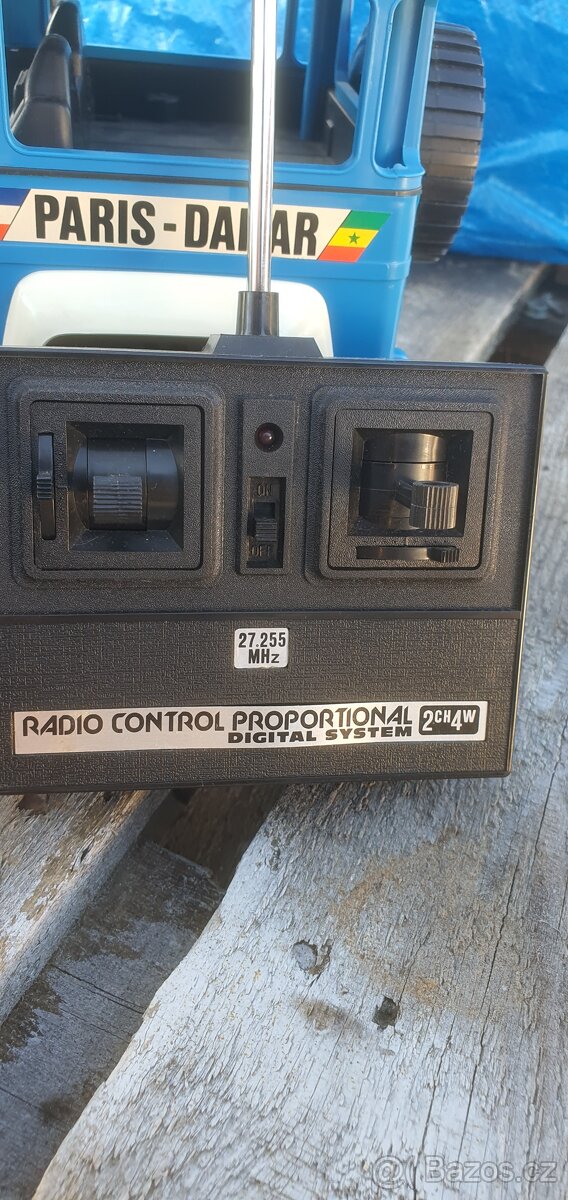 PARIS-DAKAR
ON
OFF
27.255
MHz
RADIO CONTROL PROPORTIONAL
DIGITAL SYSTEM
2CH4W
@ Bazos.cz